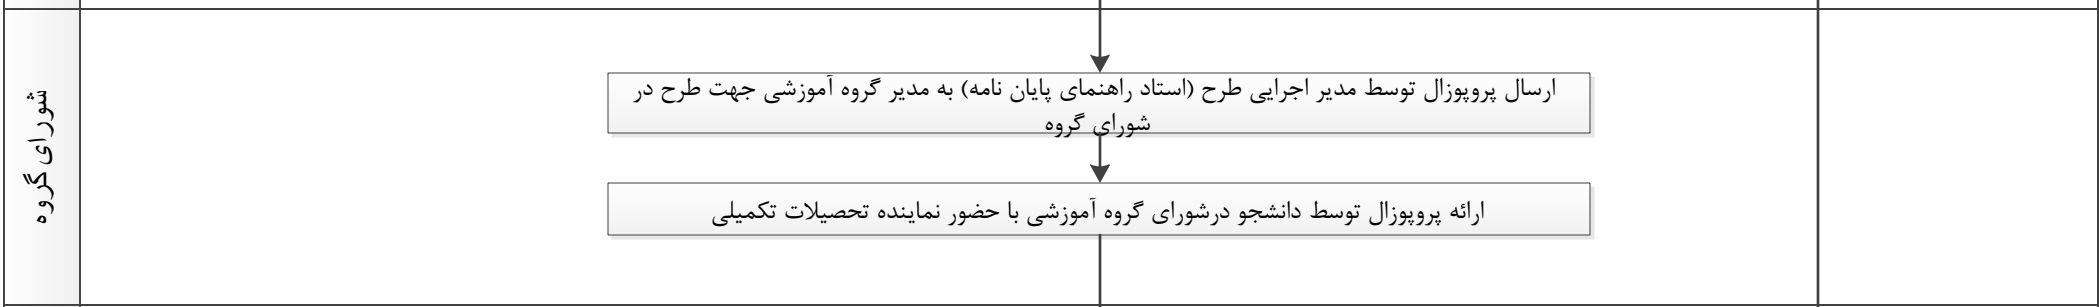 شورای گروه
ارسال پروپوزال توسط مدیر اجرایی طرح (استاد راهنمای پایان نامه) به مدیر گروه آموزشی جهت طرح در
شورای گروه
ارائه پروپوزال توسط دانشجو درشورای گروه آموزشی با حضور نماینده تحصیلات تکمیلی